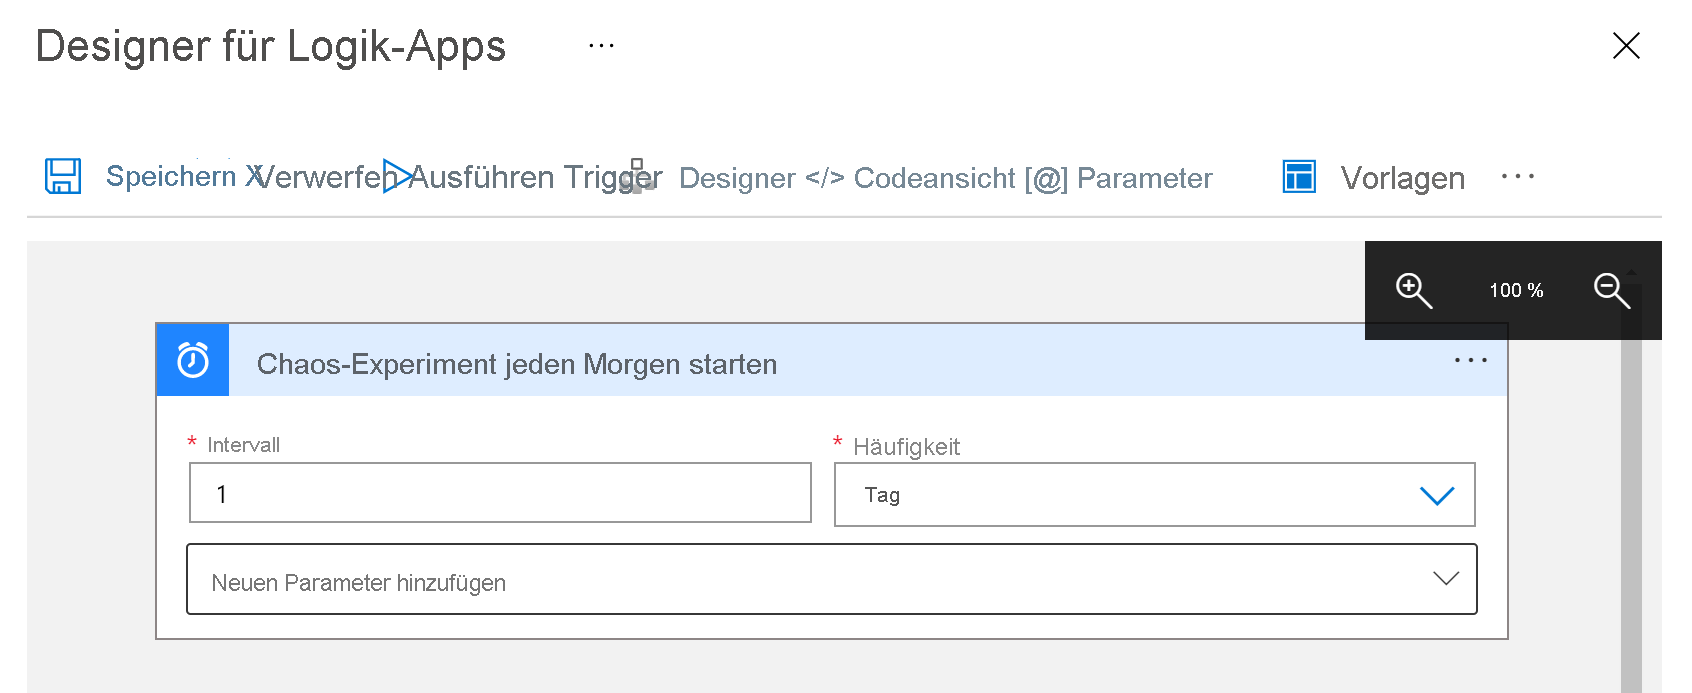 Designer für Logik-Apps ...
Speichern X Verwerfen Ausführen Trigger Designer </> Codeansicht [@] Parameter Vorlagen ...
100 %
Chaos-Experiment jeden Morgen starten ...
* Intervall * Häufigkeit
1 Tag
Neuen Parameter hinzufügen